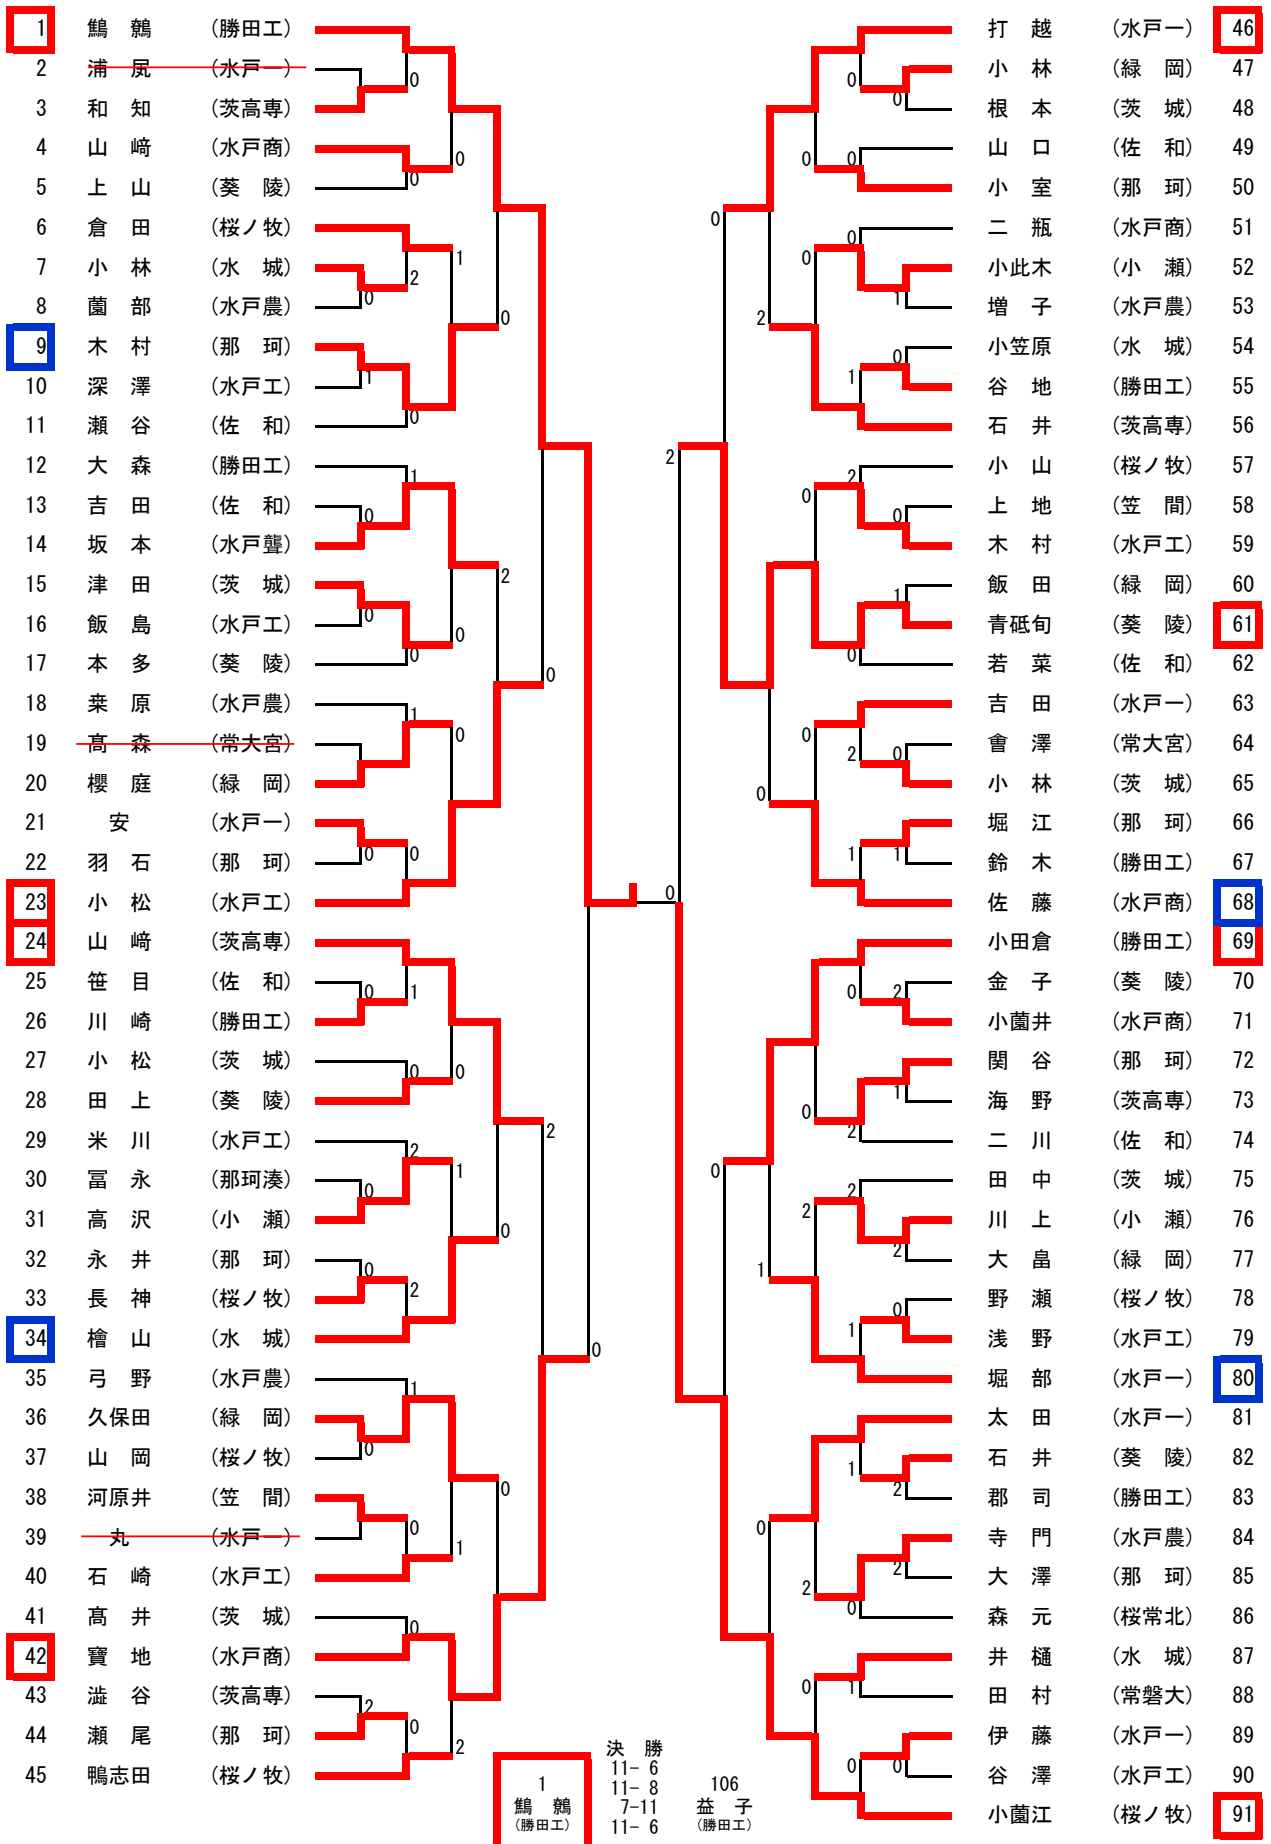 1 鷦鷯 (勝田工)
2 浦 凨 (水戸一)
3 和 知 (茨高専)
4 山 﨑 (水戸商)
5 上 山 (葵 陵)
6 倉 田 (桜ノ牧)
7 小 林 (水 城)
8 薗 部 (水戸農)
9 木 村 (那 珂)
10 深 澤 (水戸工)
11 瀬 谷 (佐 和)
12 大 森 (勝田工)
13 吉 田 (佐 和)
14 坂 本 (水戸聾)
15 津 田 (茨 城)
16 飯 島 (水戸工)
17 本 多 (葵 陵)
18 桒 原 (水戸農)
19 髙 森 (常大宮)
20 櫻 庭 (緑 岡)
21 安 (水戸一)
22 羽 石 (那 珂)
23 小 松 (水戸工)
24 山 﨑 (茨高専)
25 笹 目 (佐 和)
26 川 崎 (勝田工)
27 小 松 (茨 城)
28 田 上 (葵 陵)
29 米 川 (水戸工)
30 冨 永 (那珂湊)
31 高 沢 (小 瀬)
32 永 井 (那 珂)
33 長 神 (桜ノ牧)
34 檜 山 (水 城)
35 弓 野 (水戸農)
36 久保田 (緑 岡)
37 山 岡 (桜ノ牧)
38 河原井 (笠 間)
39 丸 (水戸一)
40 石 崎 (水戸工)
41 髙 井 (茨 城)
42 寶 地 (水戸商)
43 澁 谷 (茨高専)
44 瀬 尾 (那 珂)
45 鴨志田 (桜ノ牧)
打 越 (水戸一) 46
小 林 (緑 岡) 47
根 本 (茨 城) 48
山 口 (佐 和) 49
小 室 (那 珂) 50
二 瓶 (水戸商) 51
小此木 (小 瀬) 52
増 子 (水戸農) 53
小笠原 (水 城) 54
谷 地 (勝田工) 55
石 井 (茨高専) 56
小 山 (桜ノ牧) 57
上 地 (笠 間) 58
木 村 (水戸工) 59
飯 田 (緑 岡) 60
青砥旬 (葵 陵) 61
若 菜 (佐 和) 62
吉 田 (水戸一) 63
會 澤 (常大宮) 64
小 林 (茨 城) 65
堀 江 (那 珂) 66
鈴 木 (勝田工) 67
佐 藤 (水戸商) 68
小田倉 (勝田工) 69
金 子 (葵 陵) 70
小薗井 (水戸商) 71
関 谷 (那 珂) 72
海 野 (茨高専) 73
二 川 (佐 和) 74
田 中 (茨 城) 75
川 上 (小 瀬) 76
大 畠 (緑 岡) 77
野 瀬 (桜ノ牧) 78
浅 野 (水戸工) 79
堀 部 (水戸一) 80
太 田 (水戸一) 81
石 井 (葵 陵) 82
郡 司 (勝田工) 83
寺 門 (水戸農) 84
大 澤 (那 珂) 85
森 元 (桜常北) 86
井 樋 (水 城) 87
田 村 (常磐大) 88
伊 藤 (水戸一) 89
谷 澤 (水戸工) 90
小薗江 (桜ノ牧) 91
決 勝
11- 6
11- 8
7-11
11- 6
1
鷦 鷯
(勝田工)
106
益 子
(勝田工)